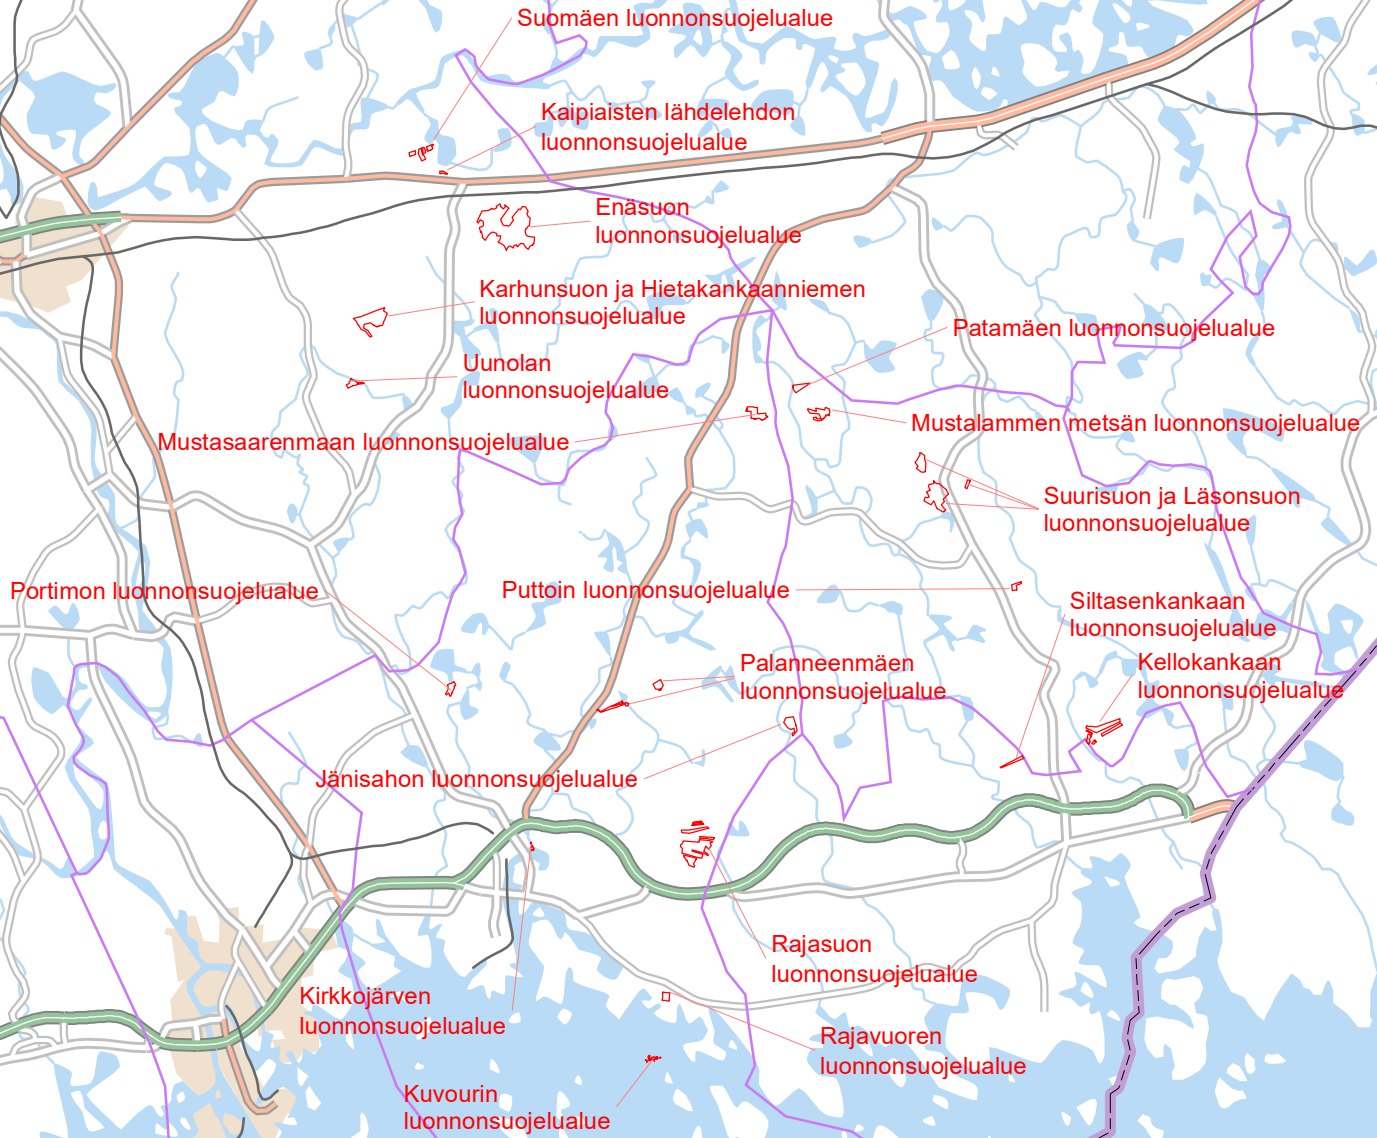 Suomäen luonnonsuojelualue
Kaipiaisten lähdelehdon
luonnonsuojelualue
Enäsuon
luonnonsuojelualue
Karhunsuon ja Hietakankaanniemen
luonnonsuojelualue
Patamäen luonnonsuojelualue
Uunolan
luonnonsuojelualue
Mustalammen metsän luonnonsuojelualue
Mustasaarenmaan luonnonsuojelualue
Suurisuon ja Läsonsuon
luonnonsuojelualue
Portimon luonnonsuojelualue
Puttoin luonnonsuojelualue
Siltasenkankaan
luonnonsuojelualue
Palanneenmäen
luonnonsuojelualue
Kellokankaan
luonnonsuojelualue
Jänisahon luonnonsuojelualue
Rajasuon
luonnonsuojelualue
Kirkkojärven
luonnonsuojelualue
Rajavuoren
luonnonsuojelualue
Kuvourin
luonnonsuojelualue